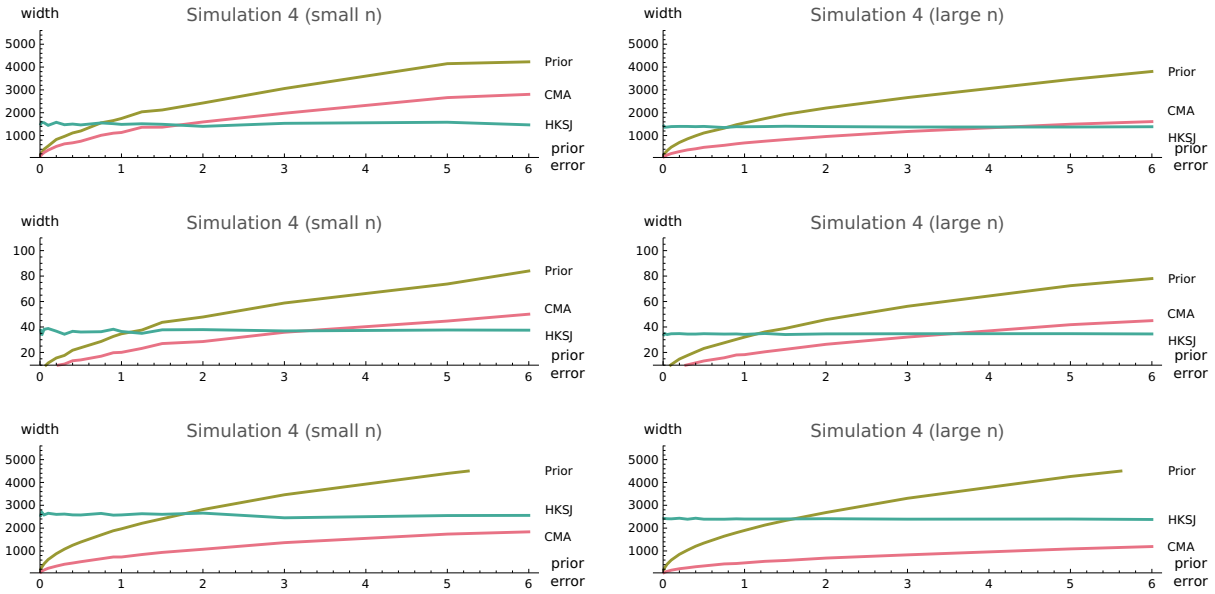 width
Simulation 4 (small n)
5000
4000
3000
2000
1000
0
1
2
3
4
5
6
Prior
CMA
HKSJ
prior
error
width
Simulation 4 (large n)
5000
4000
3000
2000
1000
0
1
2
3
4
5
6
Prior
CMA
HKSJ
prior
error
width
Simulation 4 (small n)
100
80
60
40
20
0
1
2
3
4
5
6
Prior
CMA
HKSJ
prior
error
width
Simulation 4 (large n)
100
80
60
40
20
0
1
2
3
4
5
6
Prior
CMA
HKSJ
prior
error
width
Simulation 4 (small n)
5000
4000
3000
2000
1000
0
1
2
3
4
5
6
Prior
HKSJ
CMA
prior
error
width
Simulation 4 (large n)
5000
4000
3000
2000
1000
0
1
2
3
4
5
6
Prior
HKSJ
CMA
prior
error